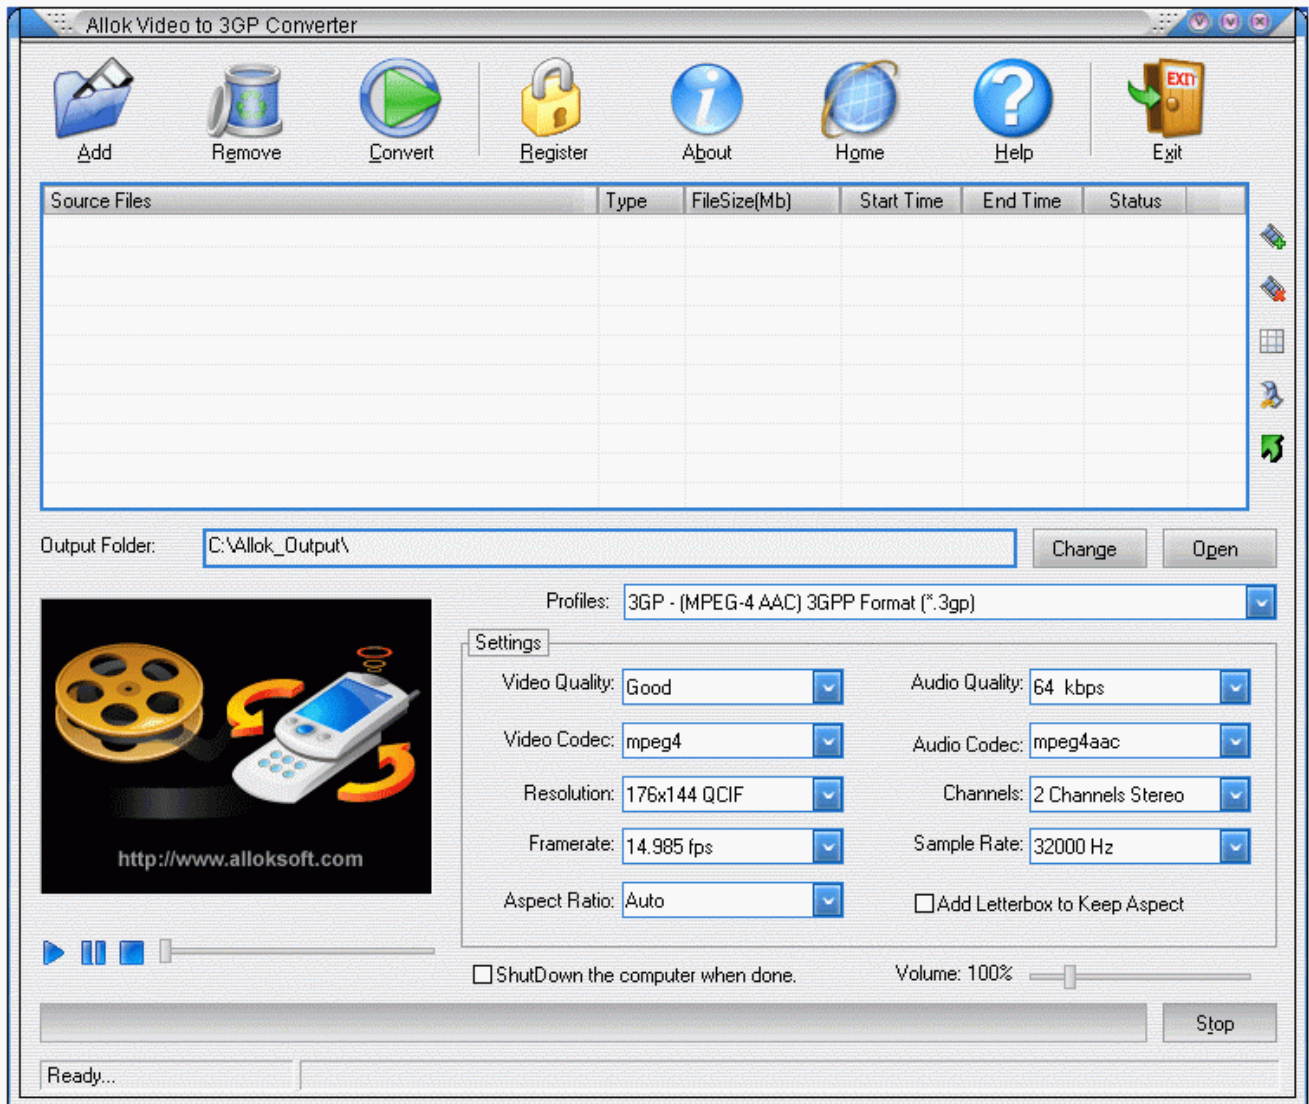 Allok Video to 3GP Converter
Add Remove Convert Register About Home Help EXIT Exit
Source Files Type FileSize(Mb) Start Time End Time Status
Output Folder: C:\Allok_Output\ Change Open
Profiles: 3GP - (MPEG-4 AAC) 3GPP Format (*.3gp)
Settings
Video Quality: Good Audio Quality: 64 kbps
Video Codec: mpeg4 Audio Codec: mpeg4aac
Resolution: 176x144 QCIF Channels: 2 Channels Stereo
Framerate: 14.985 fps Sample Rate: 32000 Hz
http://www.alloksoft.com
Aspect Ratio: Auto Add Letterbox to Keep Aspect
ShutDown the computer when done. Volume: 100%
Stop
Ready...